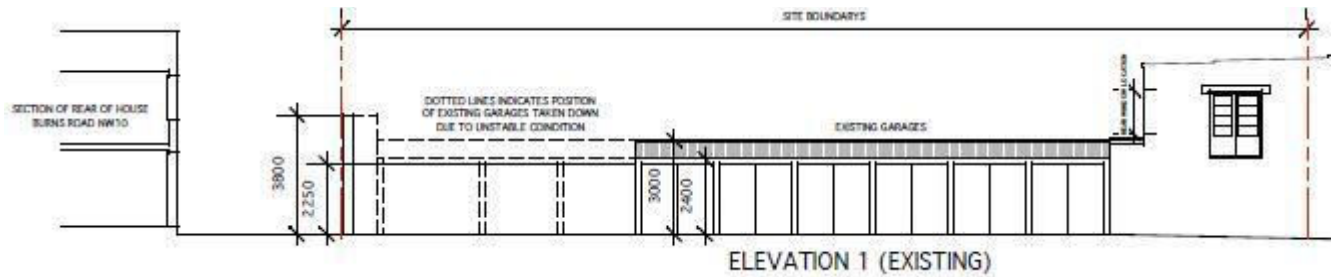 SITE BOUNDARYS
SECTION OF REAR OF HOUSE
BURNS ROAD NW10
DOTTED LINES INDICATES POSITION
OF EXISTING GARAGES TAKEN DOWN
DUE TO UNSTABLE CONDITION
EXISTING GARAGES
3800
2250
3000
2400
ELEVATION 1 (EXISTING)